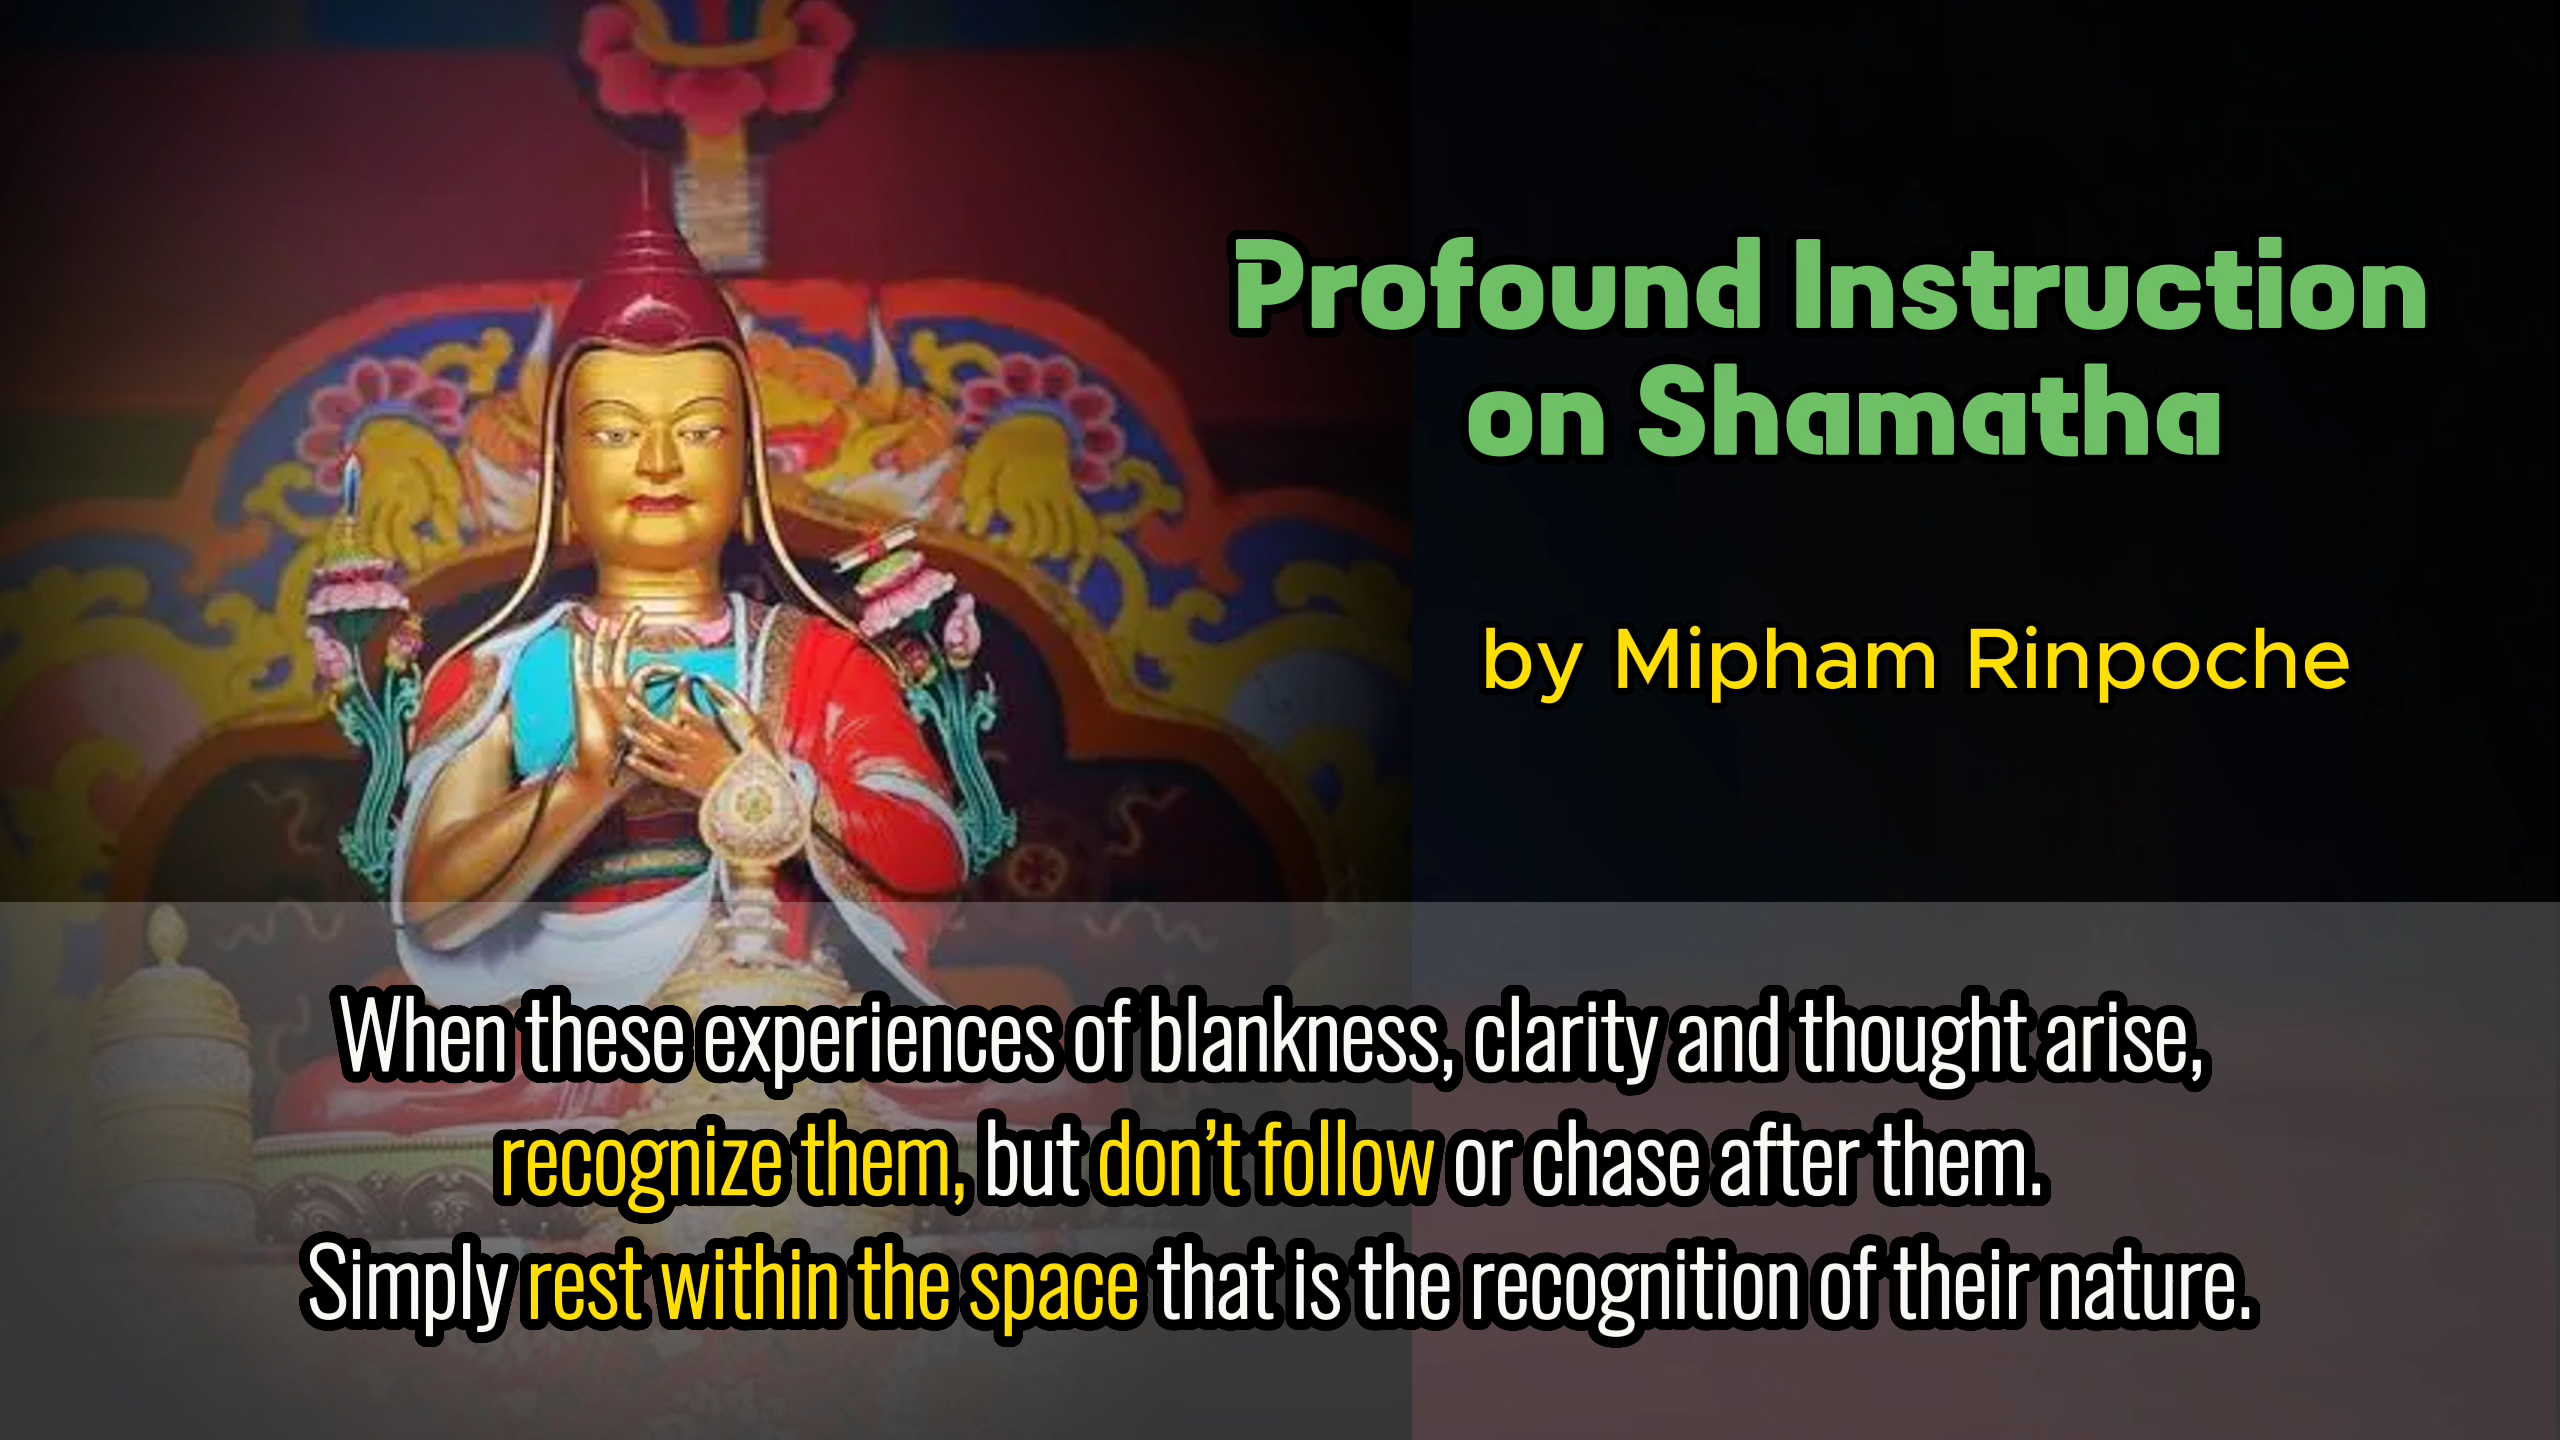 Profound Instruction
on Shamatha
by Mipham Rinpoche
When these experiences of blankness, clarity and thought arise,
recognize them, but don’t follow or chase after them.
Simply rest within the space that is the recognition of their nature.